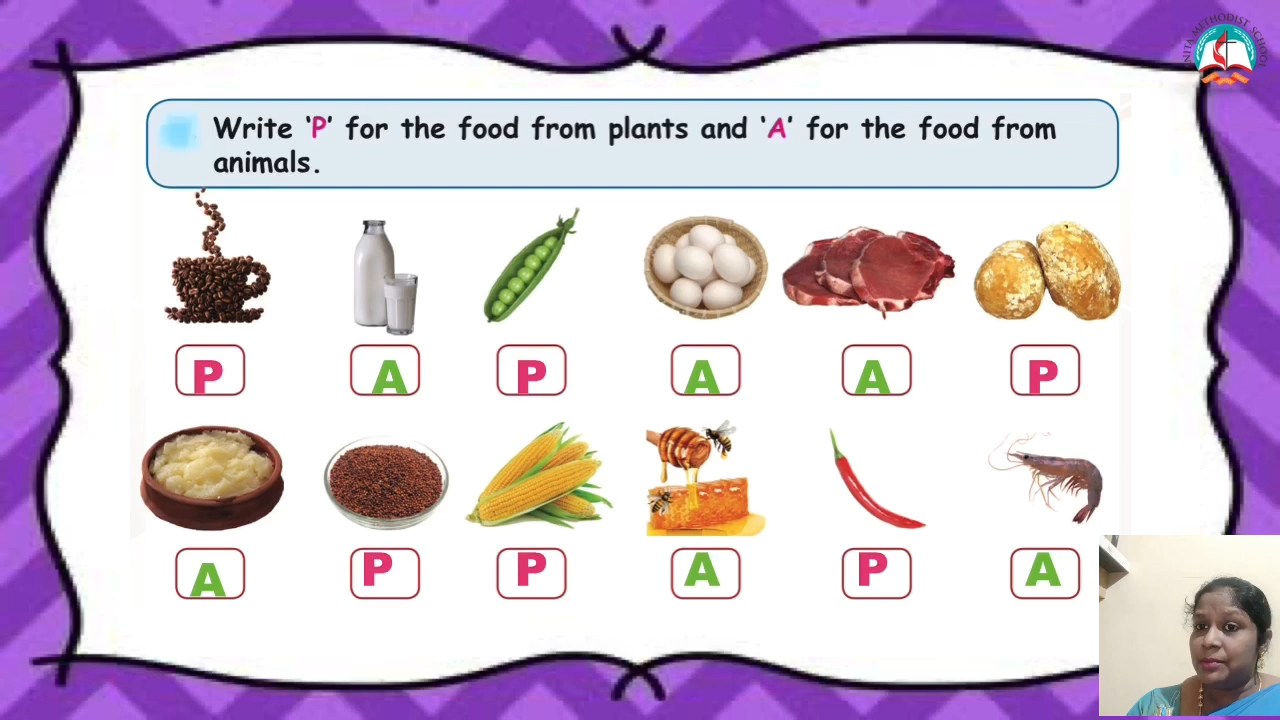 Write ‘P’ for the food from plants and ‘A’ for the food from
animals.
P A P A A P
A P P A P A